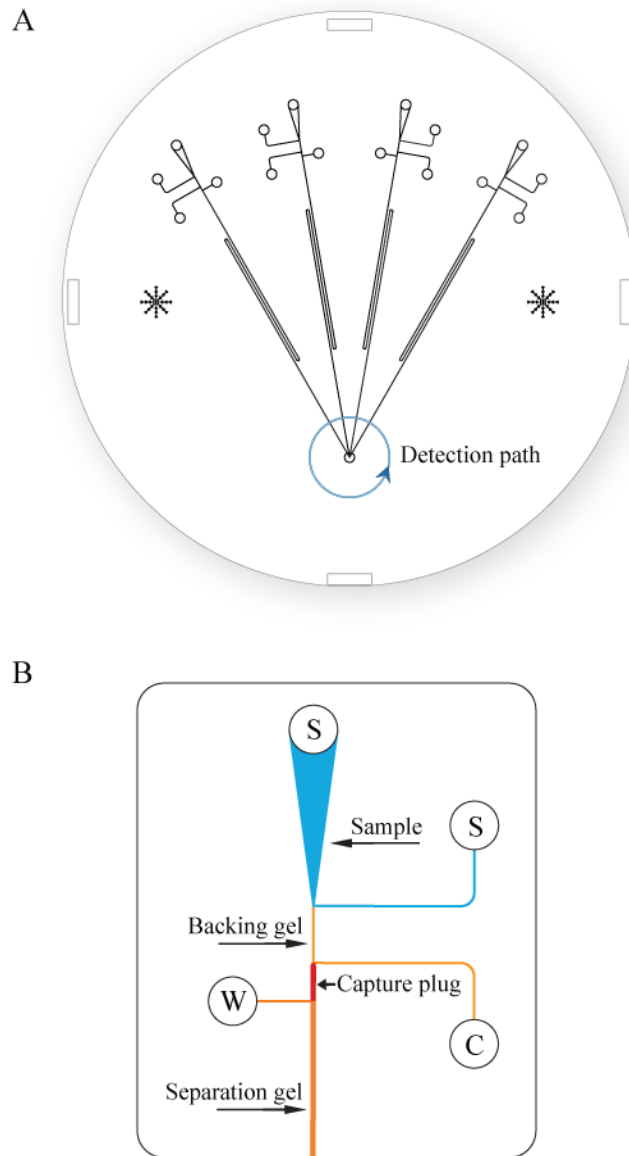 A
Detection path
B
S
Sample
S
Backing gel
Capture plug
W
C
Separation gel